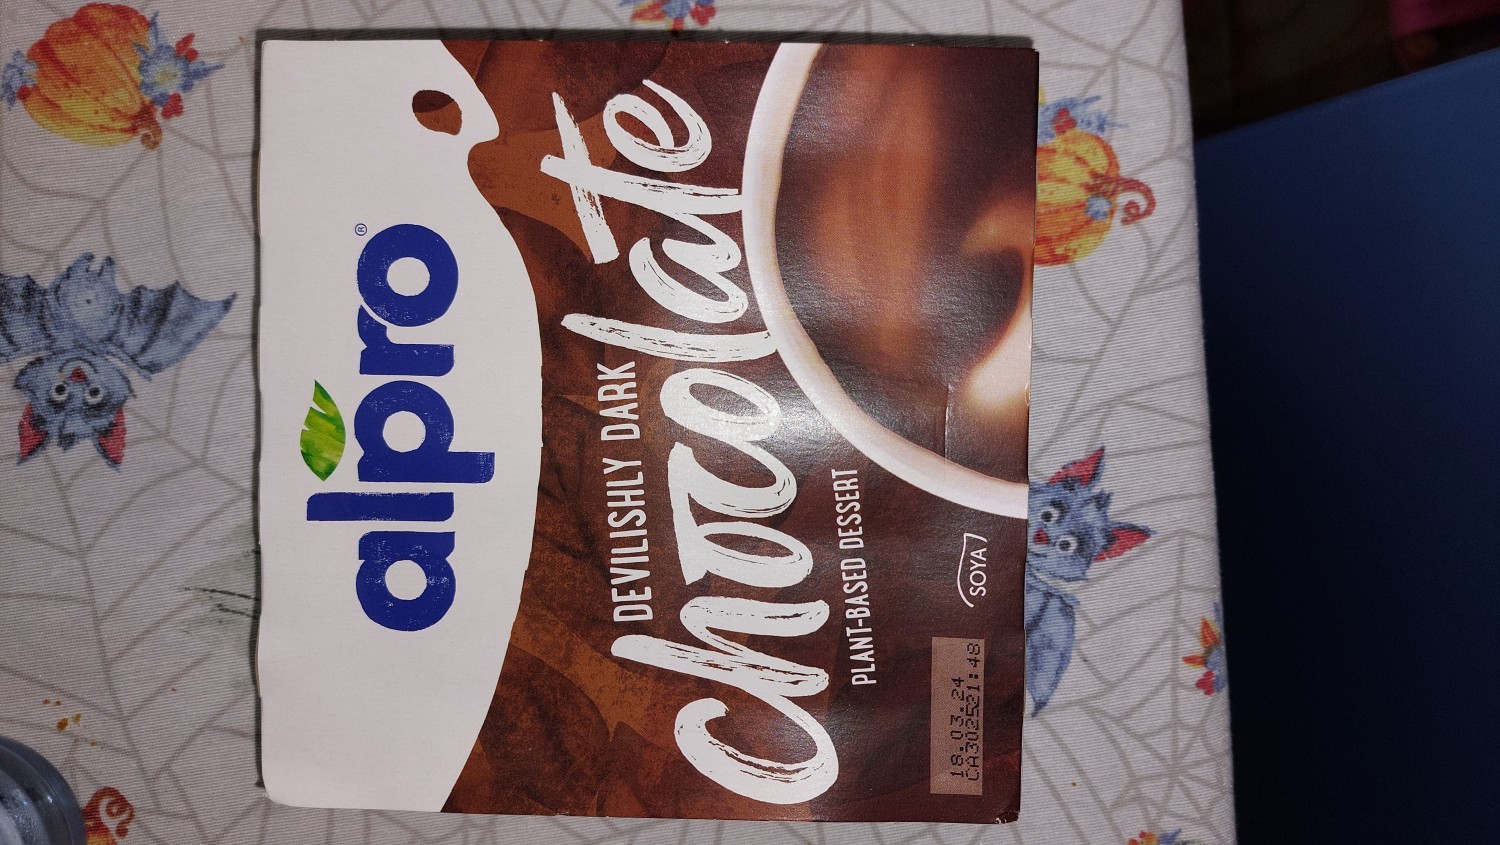 alpro®
DEVILISHLY DARK
chocolate
PLANT-BASED DESSERT
SOYA
18.03.24
CA302521:48